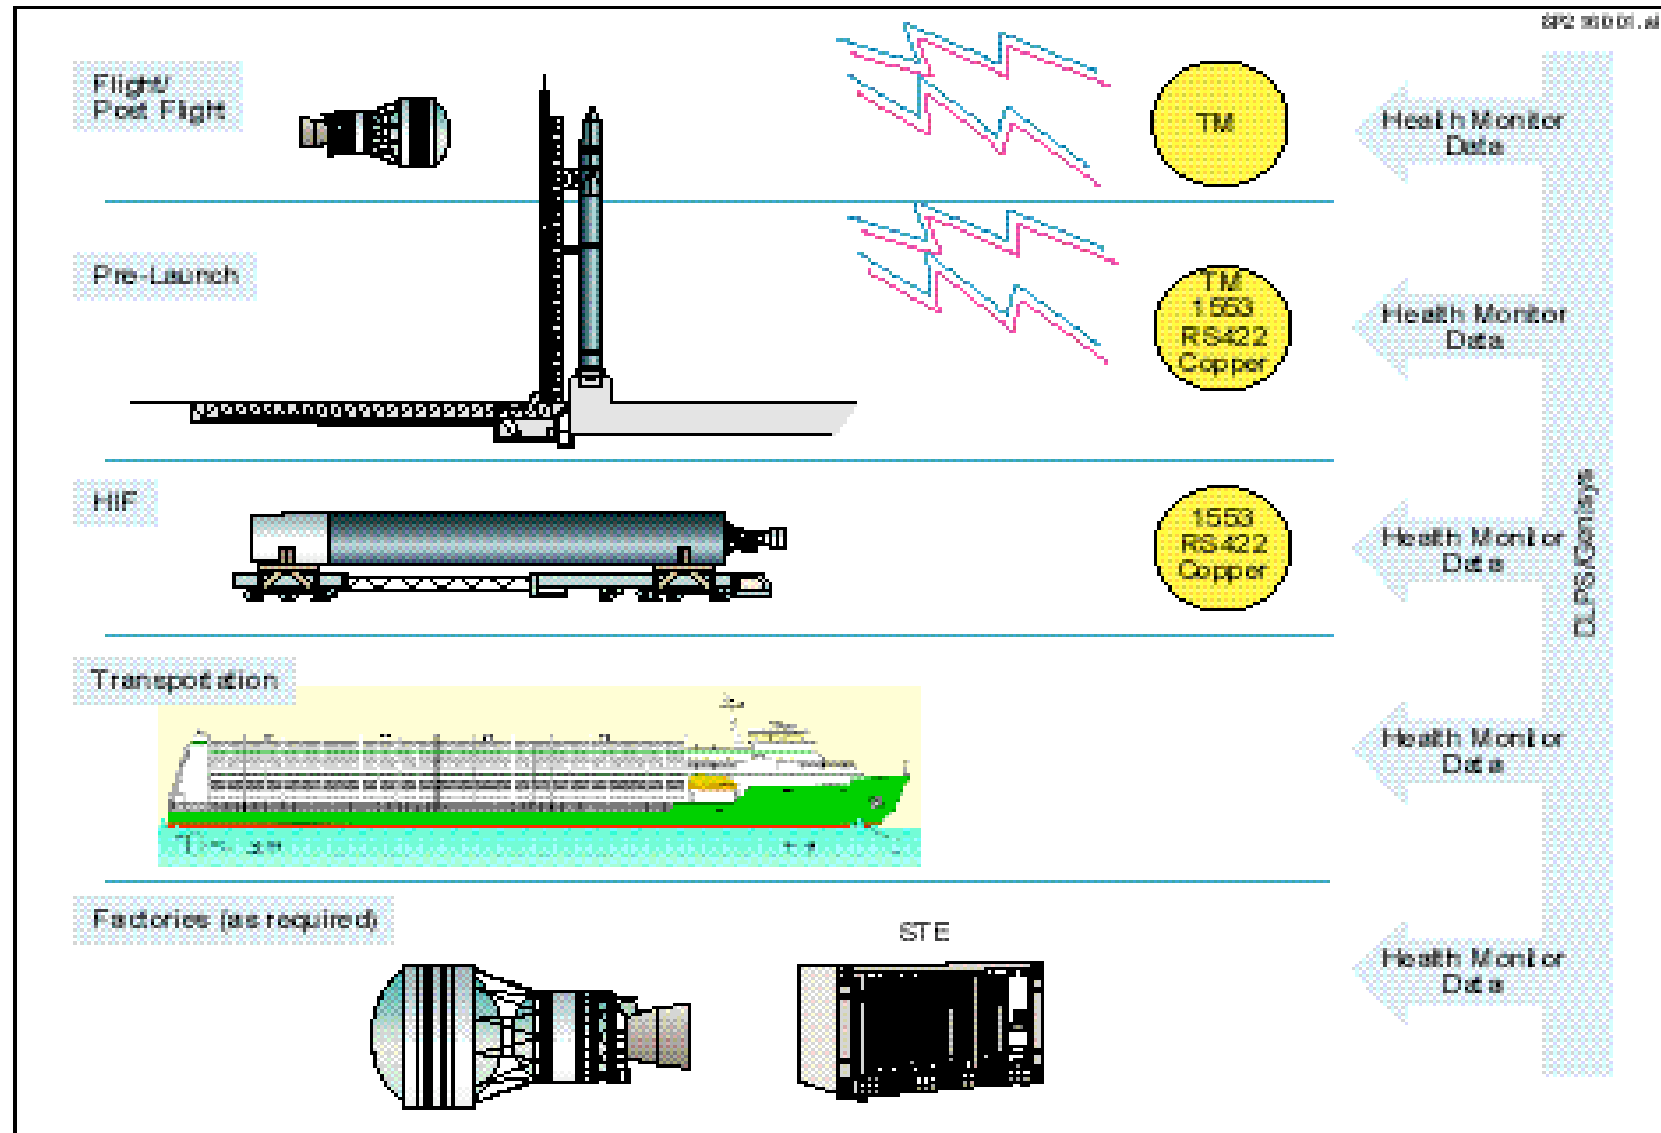 Flight/
Post Flight
TM
Health Monitor
Data
Pre-Launch
TM
1553
RS422
Copper
Health Monitor
Data
HIF
1553
RS422
Copper
Health Monitor
Data
DLPS/Genisys
Transportation
Health Monitor
Data
Factories (as required)
STE
Health Monitor
Data